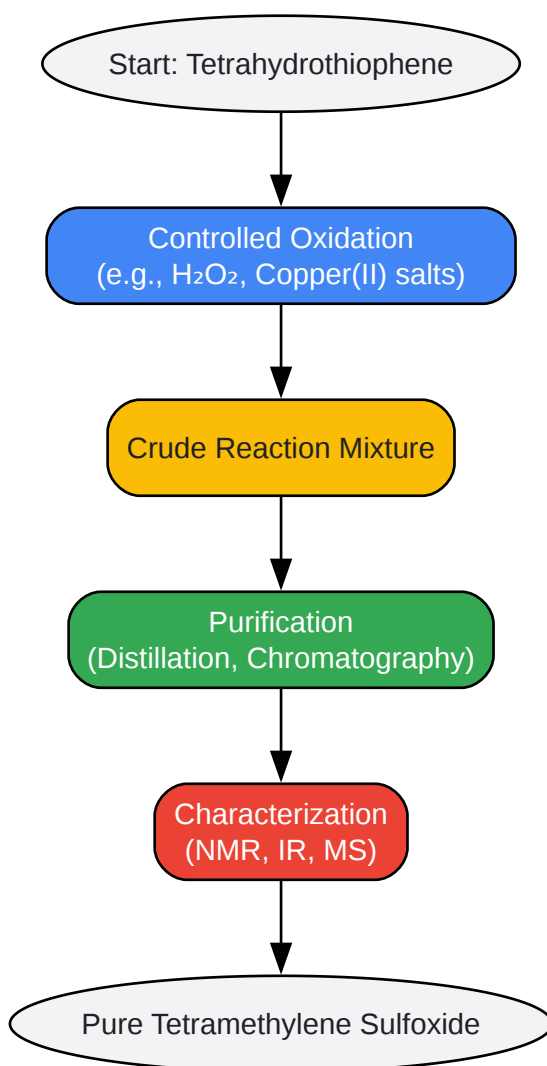 Start: Tetrahydrothiophene
Controlled Oxidation
(e.g., H₂O₂, Copper(II) salts)
Crude Reaction Mixture
Purification
(Distillation, Chromatography)
Characterization
(NMR, IR, MS)
Pure Tetramethylene Sulfoxide